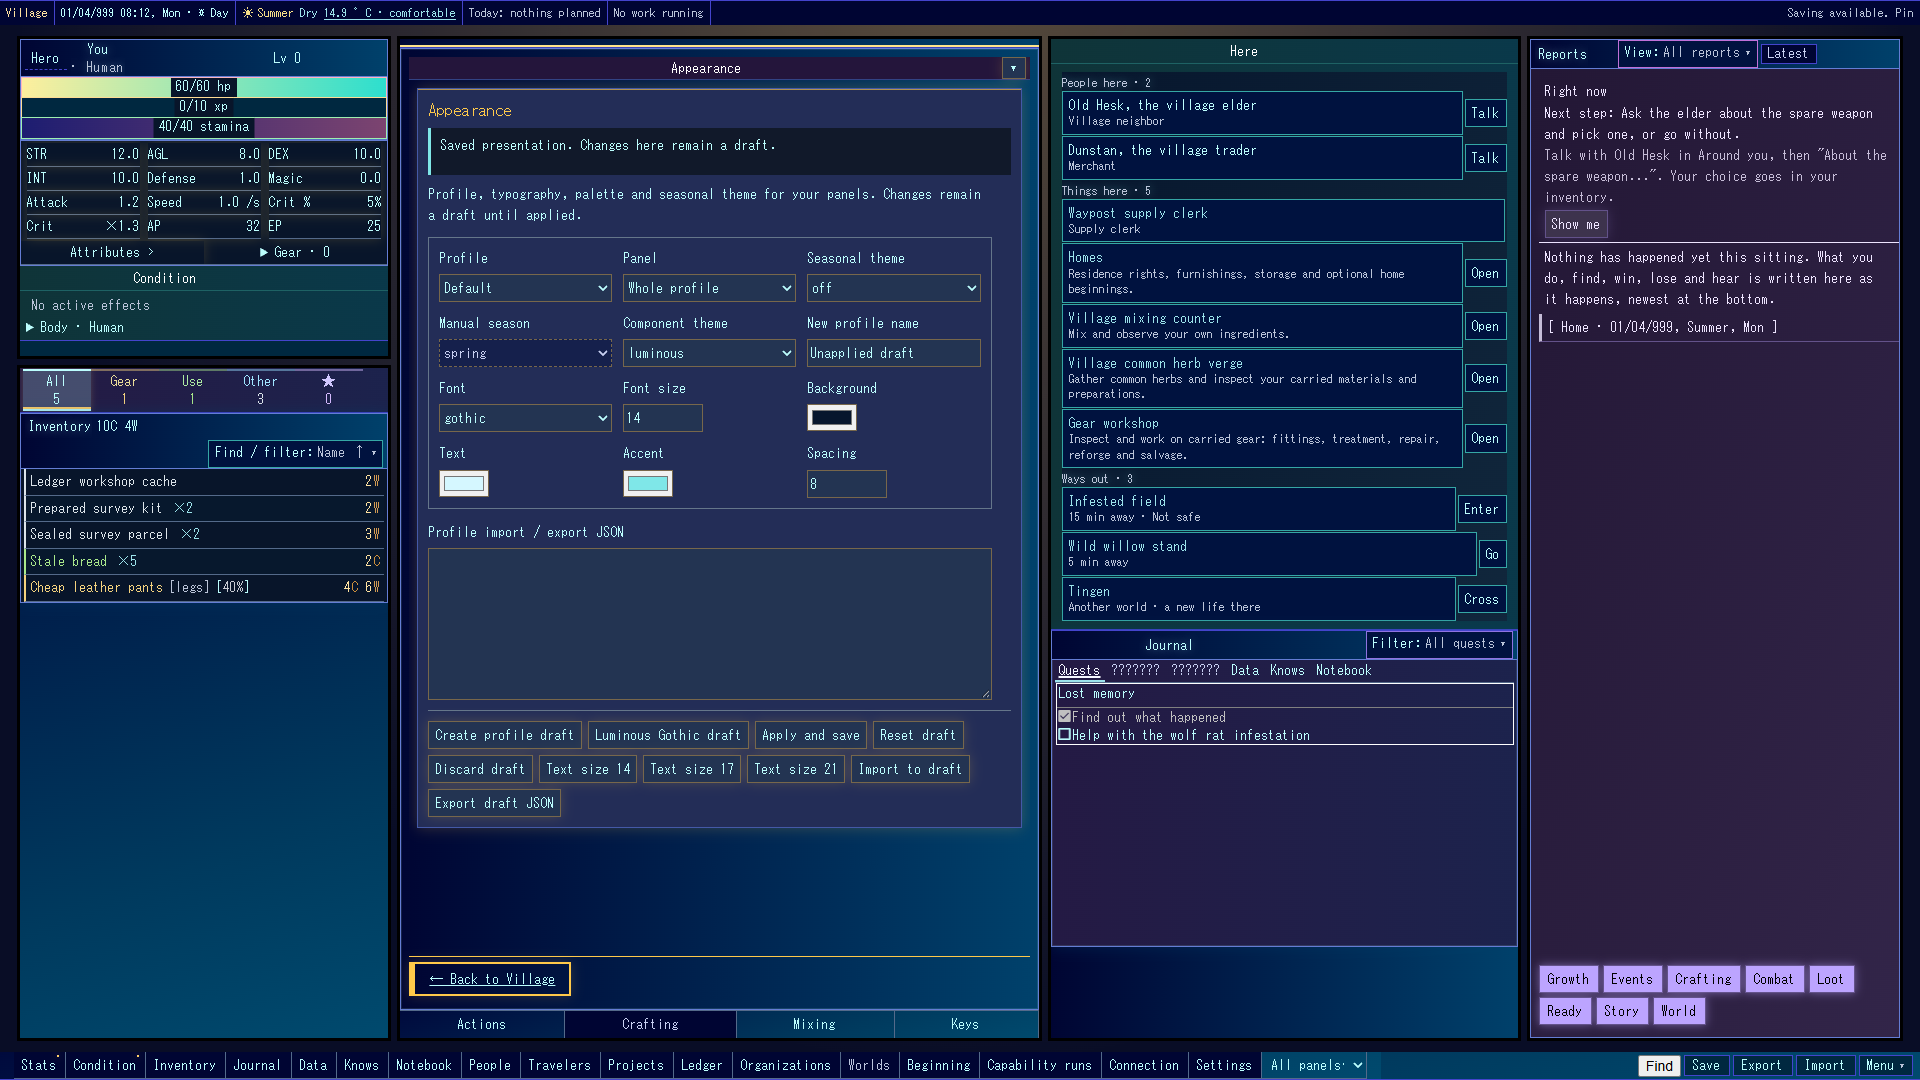 Village
01/04/999 08:12, Mon · ☀ Day
☀ Summer Dry 14.9 ° C · comfortable
Today: nothing planned
No work running
Saving available. Pin
Hero · You
Human
Lv 0
60/60 hp
0/10 xp
40/40 stamina
STR 12.0 AGL 8.0 DEX 10.0
INT 10.0 Defense 1.0 Magic 0.0
Attack 1.2 Speed 1.0 /s Crit % 5%
Crit ×1.3 AP 32 EP 25
Attributes >
▶ Gear · 0
Condition
No active effects
▶ Body · Human
All Gear Use Other ★
5 1 1 3 0
Inventory 10C 4W
Find / filter: Name ↑ ▾
Ledger workshop cache 2W
Prepared survey kit ×2 2W
Sealed survey parcel ×2 3W
Stale bread ×5 2C
Cheap leather pants [legs] [40%] 4C 6W
Appearance
▾
Appearance
Saved presentation. Changes here remain a draft.
Profile, typography, palette and seasonal theme for your panels. Changes remain
a draft until applied.
Profile Panel Seasonal theme
Default Whole profile off
Manual season Component theme New profile name
spring luminous Unapplied draft
Font Font size Background
gothic 14
Text Accent Spacing
8
Profile import / export JSON
Create profile draft Luminous Gothic draft Apply and save Reset draft
Discard draft Text size 14 Text size 17 Text size 21 Import to draft
Export draft JSON
← Back to Village
Actions Crafting Mixing Keys
Here
People here · 2
Old Hesk, the village elder
Village neighbor
Talk
Dunstan, the village trader
Merchant
Talk
Things here · 5
Waypost supply clerk
Supply clerk
Homes
Residence rights, furnishings, storage and optional home
beginnings.
Open
Village mixing counter
Mix and observe your own ingredients.
Open
Village common herb verge
Gather common herbs and inspect your carried materials and
preparations.
Open
Gear workshop
Inspect and work on carried gear: fittings, treatment, repair,
reforge and salvage.
Open
Ways out · 3
Infested field
15 min away · Not safe
Enter
Wild willow stand
5 min away
Go
Tingen
Another world · a new life there
Cross
Journal
Filter: All quests ▾
Quests ??????? ??????? Data Knows Notebook
Lost memory
Find out what happened
Help with the wolf rat infestation
Reports
View: All reports ▾
Latest
Right now
Next step: Ask the elder about the spare weapon
and pick one, or go without.
Talk with Old Hesk in Around you, then "About the
spare weapon...". Your choice goes in your
inventory.
Show me
Nothing has happened yet this sitting. What you
do, find, win, lose and hear is written here as
it happens, newest at the bottom.
[ Home · 01/04/999, Summer, Mon ]
Growth Events Crafting Combat Loot
Ready Story World
Stats Condition Inventory Journal Data Knows Notebook People Travelers Projects Ledger Organizations Worlds Beginning Capability runs Connection Settings All panels·
Find Save Export Import Menu ▾